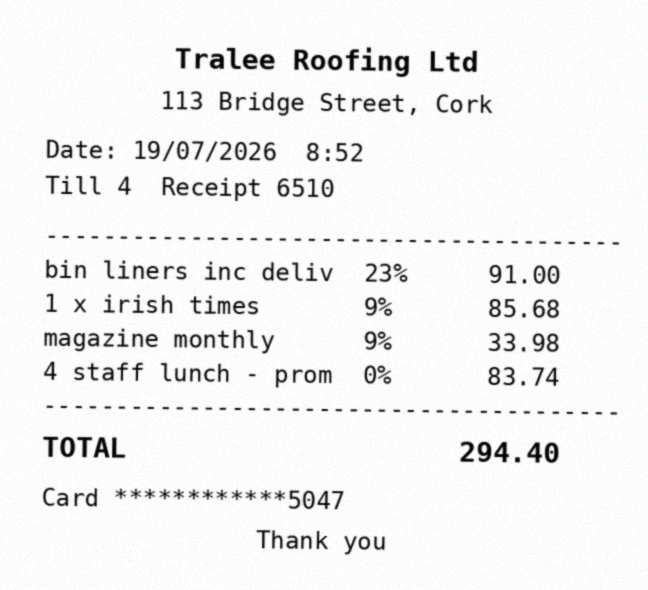 Tralee Roofing Ltd
113 Bridge Street, Cork
Date: 19/07/2026  8:52
Till 4  Receipt 6510
----------------------------------------
bin liners inc deliv  23%  91.00
1 x irish times  9%  85.68
magazine monthly  9%  33.98
4 staff lunch - prom  0%  83.74
----------------------------------------
TOTAL  294.40
Card ************5047
Thank you